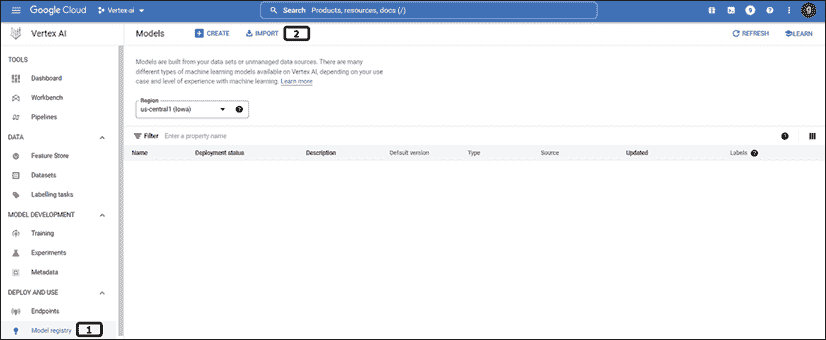 Google Cloud
Vertex-ai
Search Products, resources, docs (/)
Vertex AI
Models
CREATE
IMPORT
2
REFRESH
LEARN
TOOLS
Dashboard
Workbench
Pipelines
DATA
Feature Store
Datasets
Labelling tasks
MODEL DEVELOPMENT
Training
Experiments
Metadata
DEPLOY AND USE
Endpoints
Model registry
1
Models are built from your data sets or unmanaged data sources. There are many
different types of machine learning models available on Vertex AI, depending on your use
case and level of experience with machine learning. Learn more
Region
us-central1 (Iowa)
Filter Enter a property name
Name Deployment status Description Default version Type Source Updated Labels